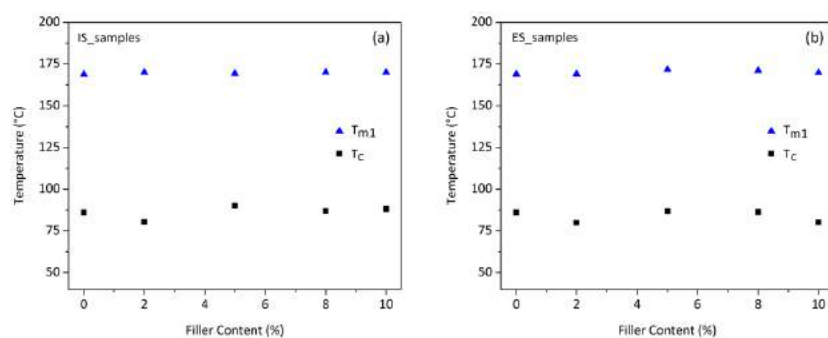 200
175
150
125
100
75
50
Temperature (°C)
IS_samples
(a)
Tm1
TC
0
2
4
6
8
10
Filler Content (%)
200
175
150
125
100
75
50
Temperature (°C)
ES_samples
(b)
Tm1
TC
0
2
4
6
8
10
Filler Content (%)